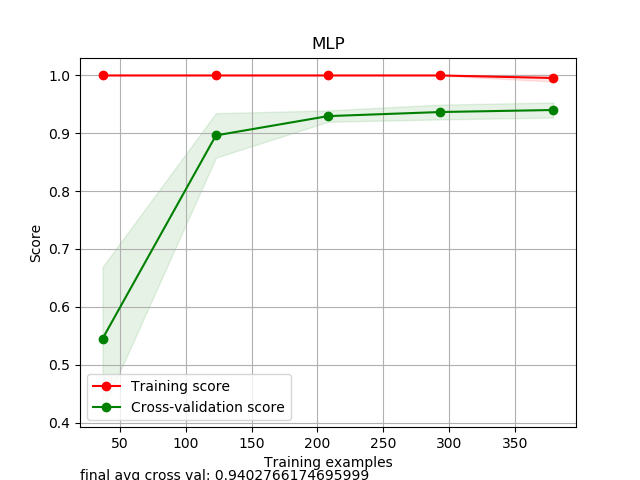 MLP
1.0
0.9
0.8
0.7
0.6
0.5
0.4
Score
Training score
Cross-validation score
50 100 150 200 250 300 350
Training examples
final avg cross val: 0.9402766174695999